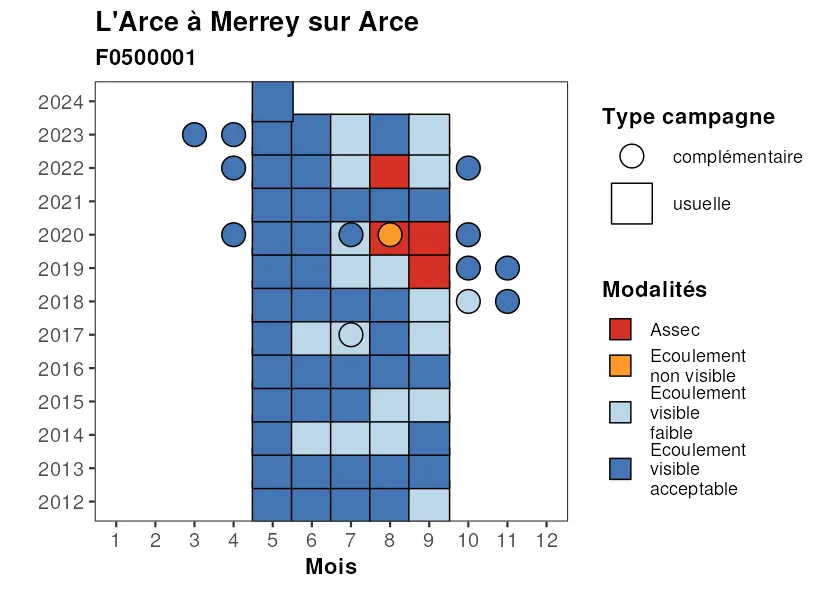 L'Arce à Merrey sur Arce
F0500001
2024
2023
2022
2021
2020
2019
2018
2017
2016
2015
2014
2013
2012
1 2 3 4 5 6 7 8 9 10 11 12
Mois
Type campagne
complémentaire
usuelle
Modalités
Assec
Ecoulement
non visible
Ecoulement
visible
faible
Ecoulement
visible
acceptable